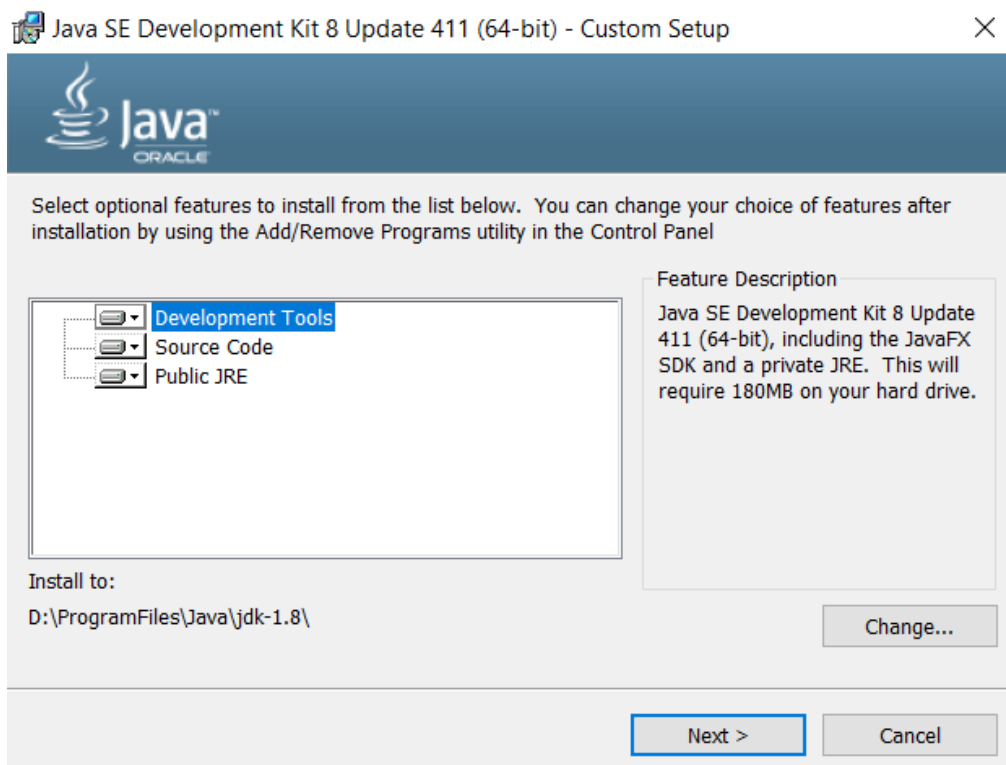 Java SE Development Kit 8 Update 411 (64-bit) - Custom Setup
Java™
ORACLE
Select optional features to install from the list below.  You can change your choice of features after
installation by using the Add/Remove Programs utility in the Control Panel
Development Tools
Source Code
Public JRE
Feature Description
Java SE Development Kit 8 Update
411 (64-bit), including the JavaFX
SDK and a private JRE.  This will
require 180MB on your hard drive.
Install to:
D:\ProgramFiles\Java\jdk-1.8\
Change...
Next >
Cancel